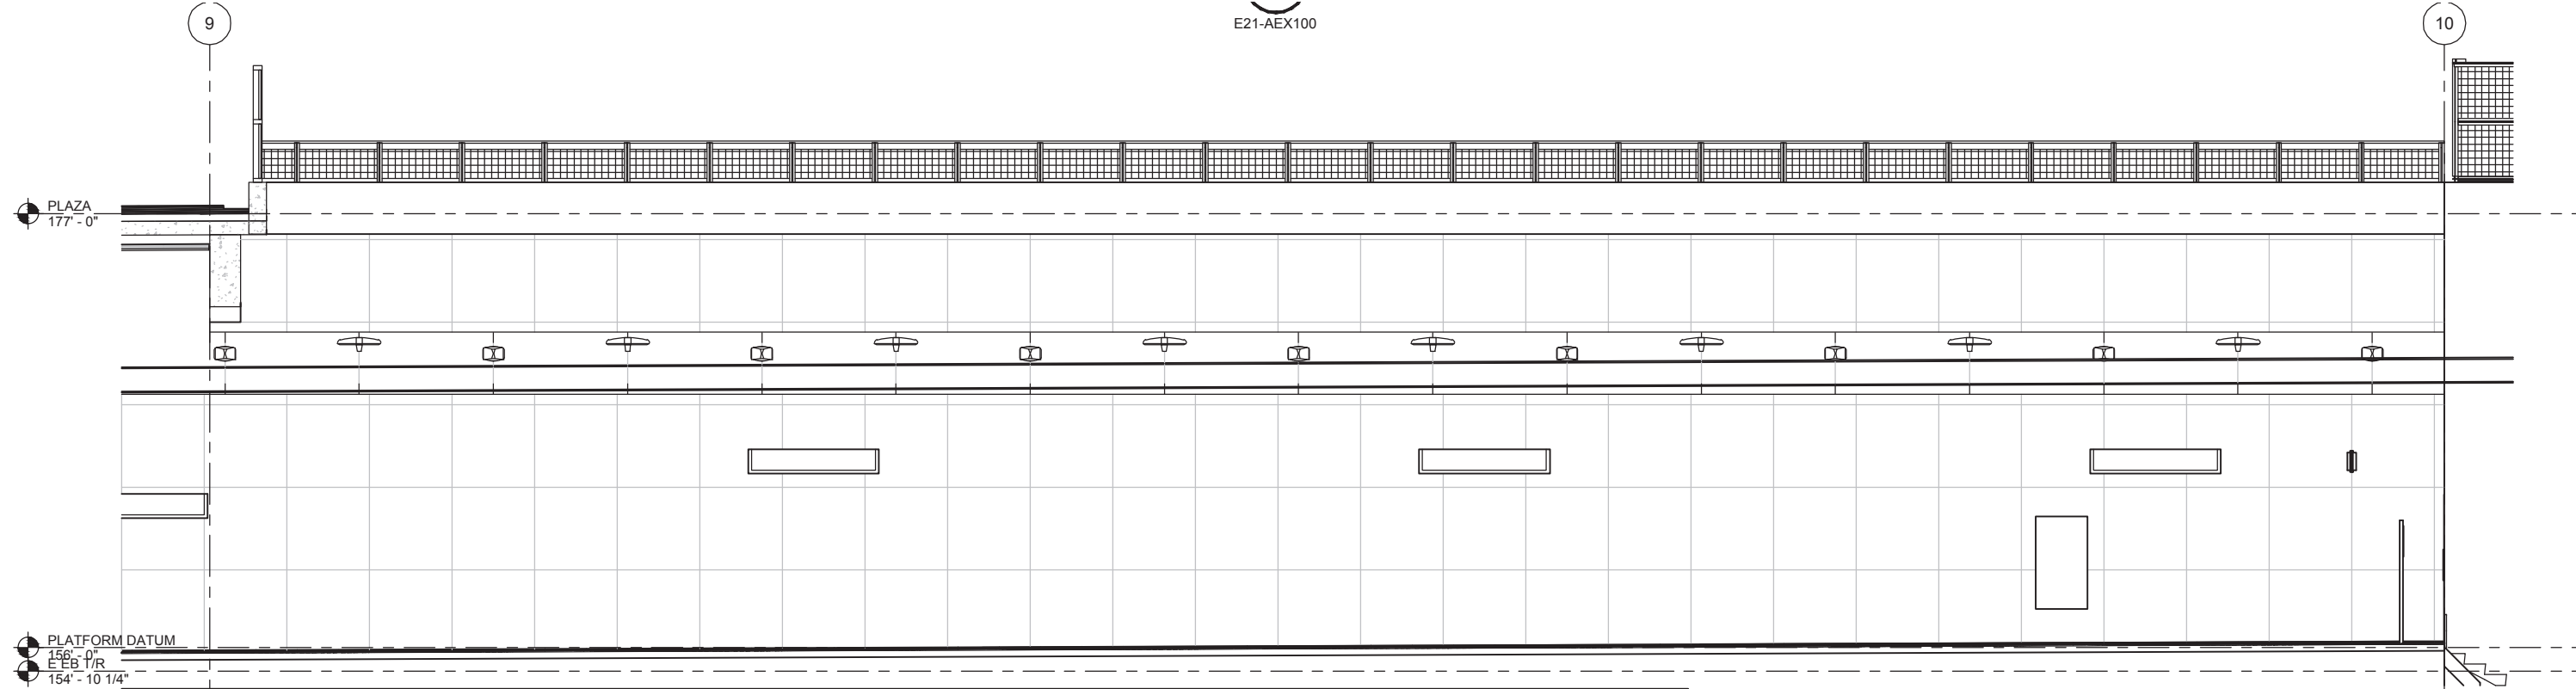 9
E21-AEX100
10
PLAZA
177' - 0"
PLATFORM DATUM
156' - 0"
E EB T/R
154' - 10 1/4"